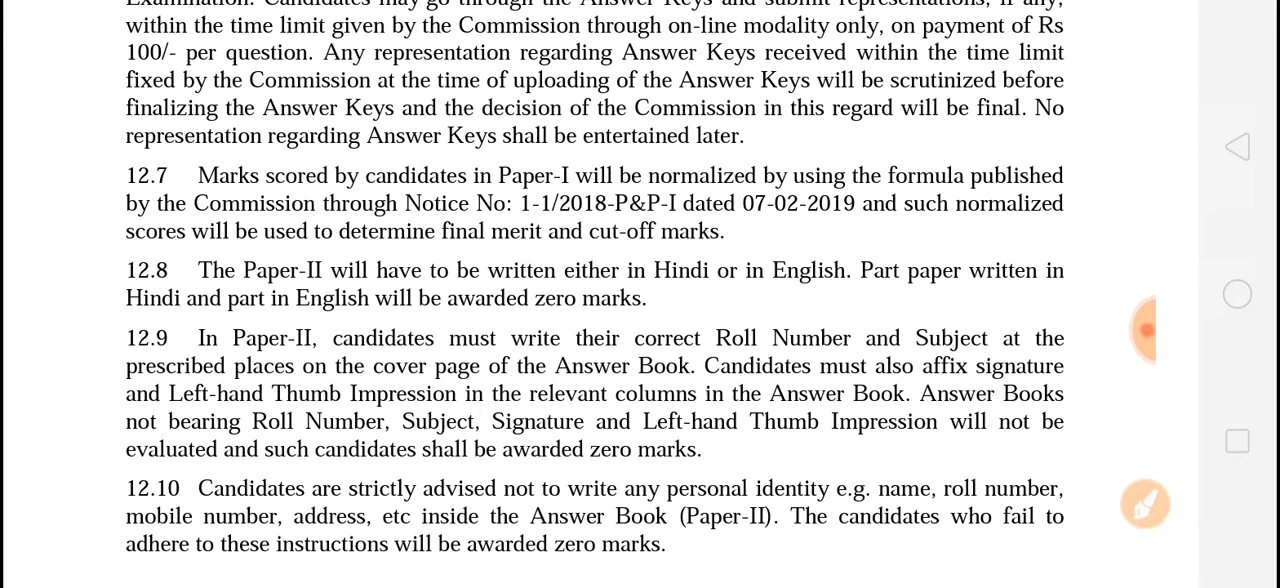 Examination. Candidates may go through the Answer Keys and submit representations, if any,
within the time limit given by the Commission through on-line modality only, on payment of Rs
100/- per question. Any representation regarding Answer Keys received within the time limit
fixed by the Commission at the time of uploading of the Answer Keys will be scrutinized before
finalizing the Answer Keys and the decision of the Commission in this regard will be final. No
representation regarding Answer Keys shall be entertained later.
12.7 Marks scored by candidates in Paper-I will be normalized by using the formula published
by the Commission through Notice No: 1-1/2018-P&P-I dated 07-02-2019 and such normalized
scores will be used to determine final merit and cut-off marks.
12.8 The Paper-II will have to be written either in Hindi or in English. Part paper written in
Hindi and part in English will be awarded zero marks.
12.9 In Paper-II, candidates must write their correct Roll Number and Subject at the
prescribed places on the cover page of the Answer Book. Candidates must also affix signature
and Left-hand Thumb Impression in the relevant columns in the Answer Book. Answer Books
not bearing Roll Number, Subject, Signature and Left-hand Thumb Impression will not be
evaluated and such candidates shall be awarded zero marks.
12.10 Candidates are strictly advised not to write any personal identity e.g. name, roll number,
mobile number, address, etc inside the Answer Book (Paper-II). The candidates who fail to
adhere to these instructions will be awarded zero marks.